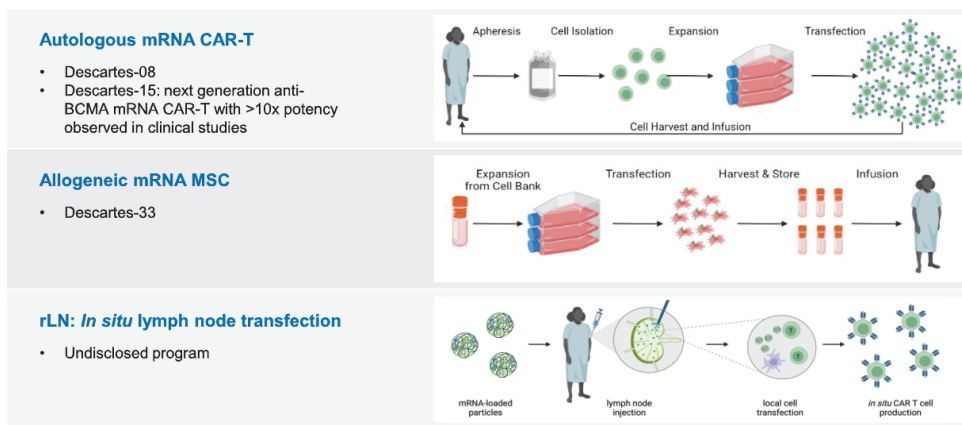 Autologous mRNA CAR-T
• Descartes-08
• Descartes-15: next generation anti-
BCMA mRNA CAR-T with >10x potency
observed in clinical studies
Apheresis
Cell Isolation
Expansion
Transfection
Cell Harvest and Infusion
Allogeneic mRNA MSC
• Descartes-33
Expansion
from Cell Bank
Transfection
Harvest & Store
Infusion
rLN: In situ lymph node transfection
• Undisclosed program
mRNA-loaded
particles
lymph node
injection
local cell
transfection
in situ CAR T cell
production